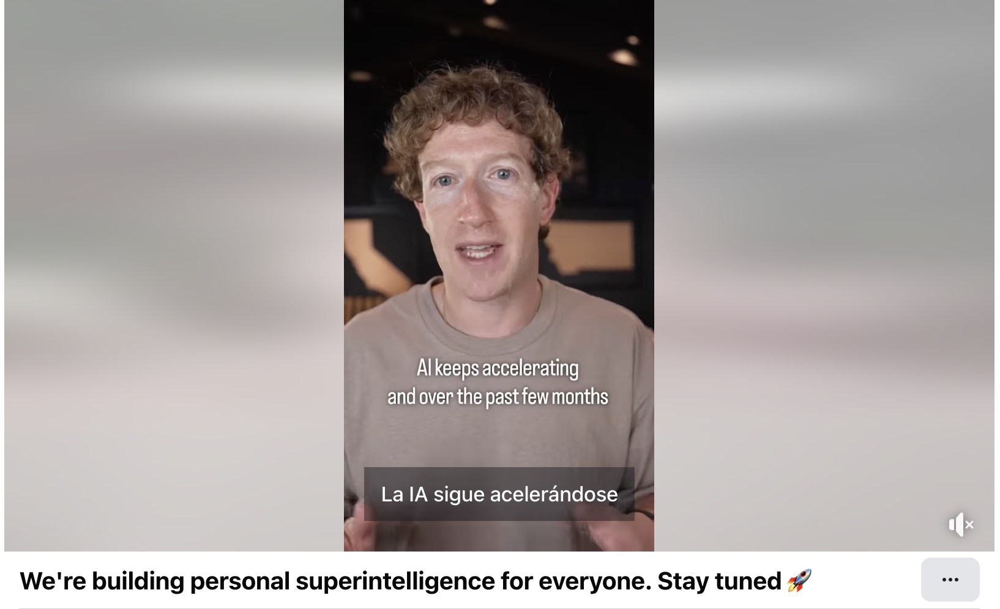 AI keeps accelerating
and over the past few months
La IA sigue acelerándose
We're building personal superintelligence for everyone. Stay tuned 🚀